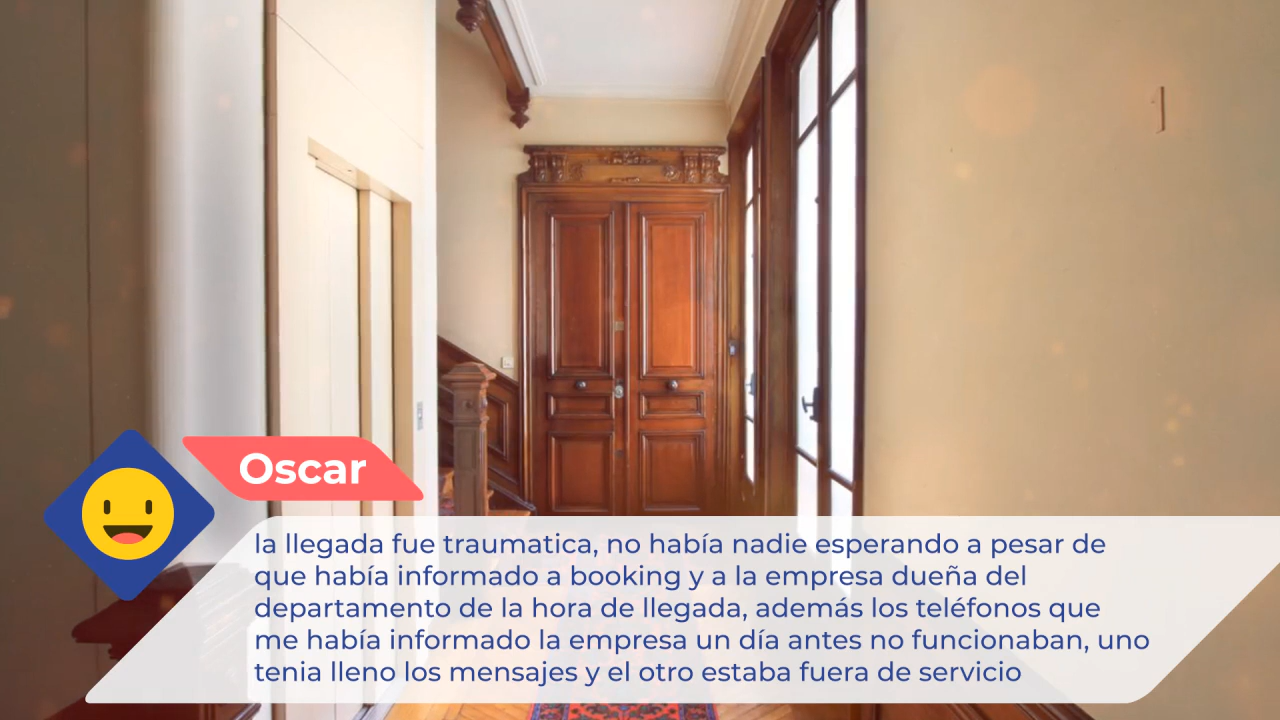 Oscar
la llegada fue traumatica, no había nadie esperando a pesar de
que había informado a booking y a la empresa dueña del
departamento de la hora de llegada, además los teléfonos que
me había informado la empresa un día antes no funcionaban, uno
tenia lleno los mensajes y el otro estaba fuera de servicio